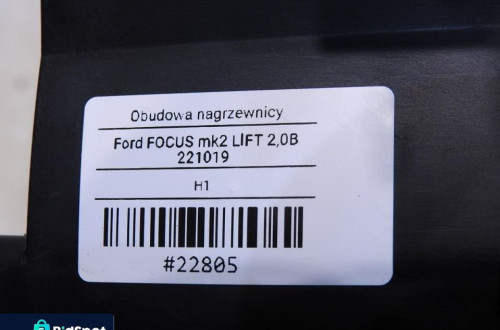 Obudowa nagrzewnicy
Ford FOCUS mk2 LIFT 2,0B
221019
H1
#22805